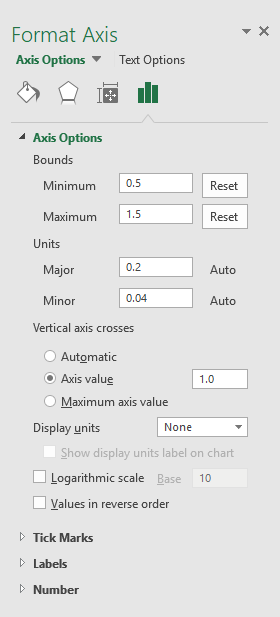 Format Axis
Axis Options Text Options
Axis Options
Bounds
Minimum 0.5 Reset
Maximum 1.5 Reset
Units
Major 0.2 Auto
Minor 0.04 Auto
Vertical axis crosses
Automatic
Axis value 1.0
Maximum axis value
Display units None
Show display units label on chart
Logarithmic scale Base 10
Values in reverse order
Tick Marks
Labels
Number